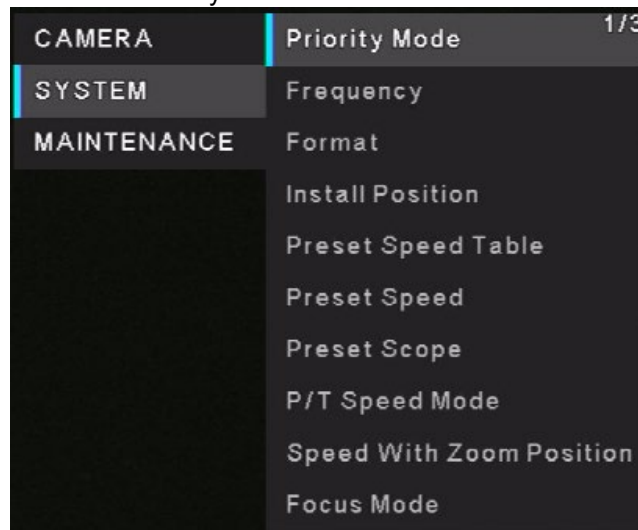 CAMERA
SYSTEM
MAINTENANCE
1/3
Priority Mode
Frequency
Format
Install Position
Preset Speed Table
Preset Speed
Preset Scope
P/T Speed Mode
Speed With Zoom Position
Focus Mode